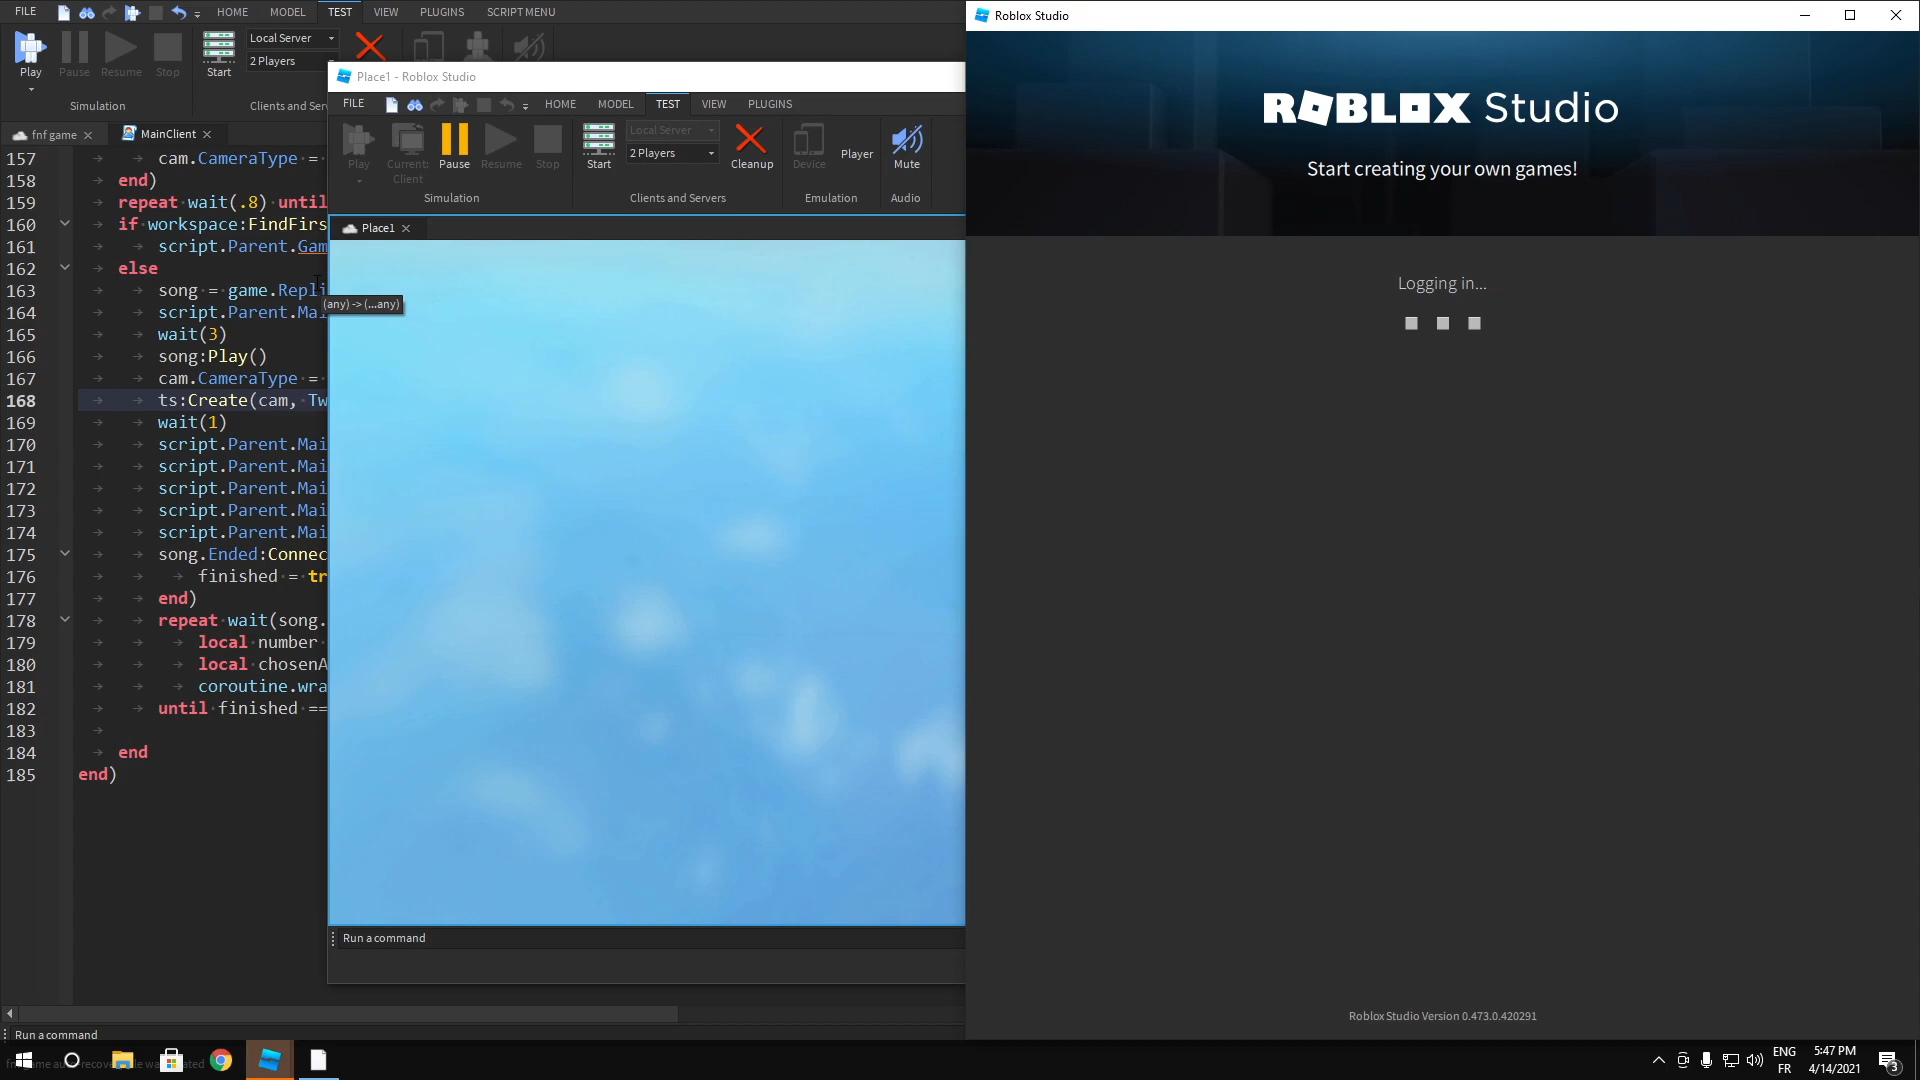 FILE HOME MODEL TEST VIEW PLUGINS SCRIPT MENU
Play Pause Resume Stop Start
Local Server
2 Players
Simulation
fnf game
MainClient
157 cam.CameraType =
158 end)
159 repeat wait(.8) until
160 if workspace:FindFirs
161 script.Parent.Gam
162 else
163 song = game.Repli
164 script.Parent.Mai
165 wait(3)
166 song:Play()
167 cam.CameraType =
168 ts:Create(cam, Tw
169 wait(1)
170 script.Parent.Mai
171 script.Parent.Mai
172 script.Parent.Mai
173 script.Parent.Mai
174 script.Parent.Mai
175 song.Ended:Connec
176 finished = tr
177 end)
178 repeat wait(song.
179 local number
180 local chosenA
181 coroutine.wra
182 until finished ==
183
184 end
185 end)
(any) -> (...any)
Run a command
Place1 - Roblox Studio
FILE HOME MODEL TEST VIEW PLUGINS
Play Current: Client Pause Resume Stop Start
Local Server
2 Players
Cleanup Device Player Mute
Simulation Clients and Servers Emulation Audio
Place1
Run a command
Roblox Studio
ROBLOX Studio
Start creating your own games!
Logging in...
Roblox Studio Version 0.473.0.420291
ENG
FR
5:47 PM
4/14/2021
3